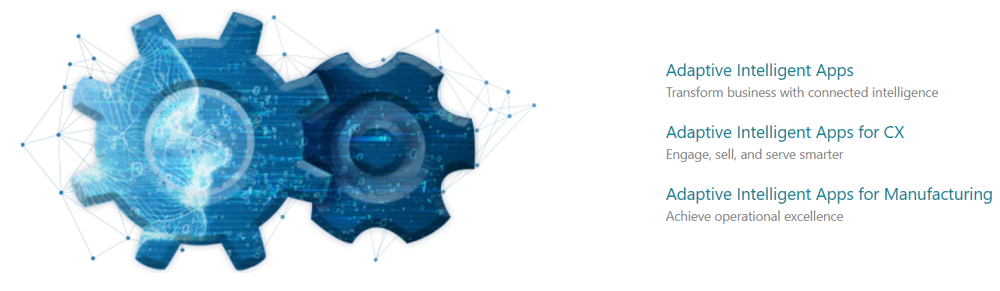 Adaptive Intelligent Apps
Transform business with connected intelligence
Adaptive Intelligent Apps for CX
Engage, sell, and serve smarter
Adaptive Intelligent Apps for Manufacturing
Achieve operational excellence